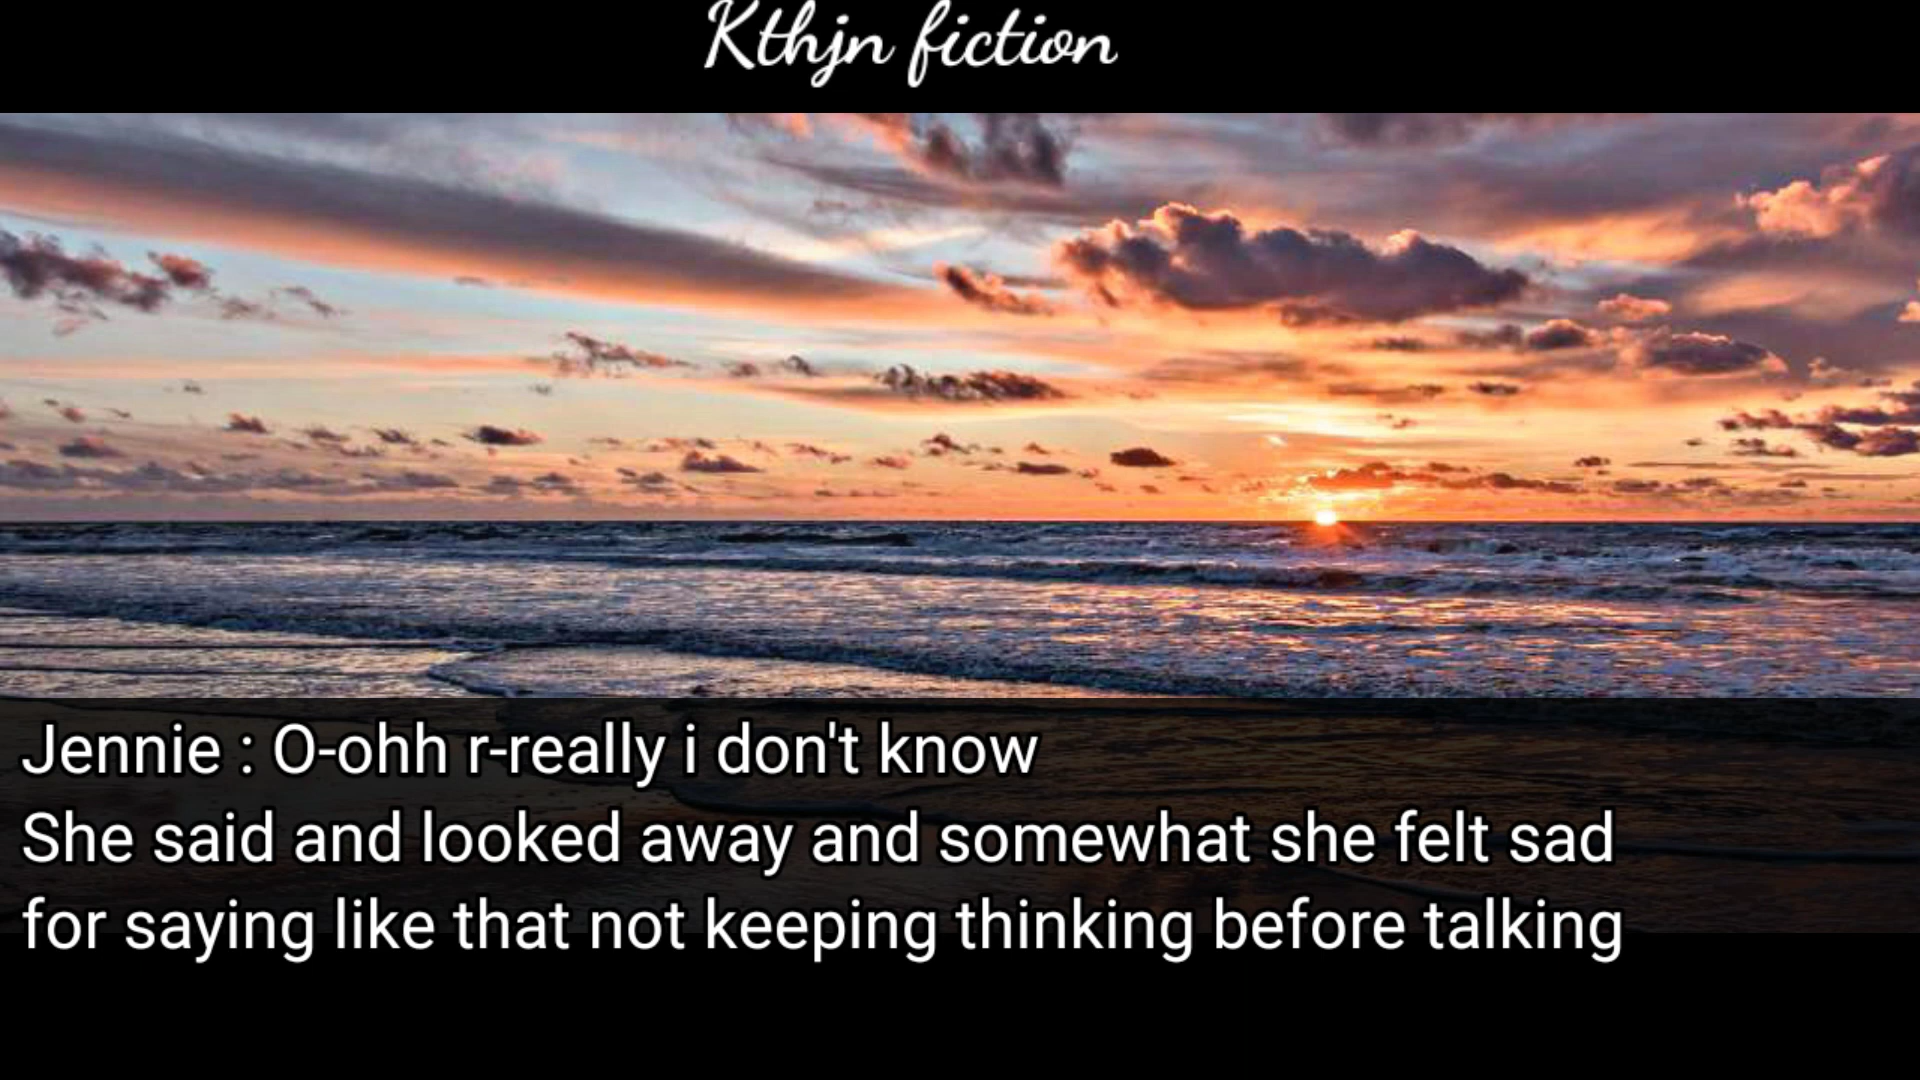 Kthjn fiction
Jennie : O-ohh r-really i don't know
She said and looked away and somewhat she felt sad
for saying like that not keeping thinking before talking